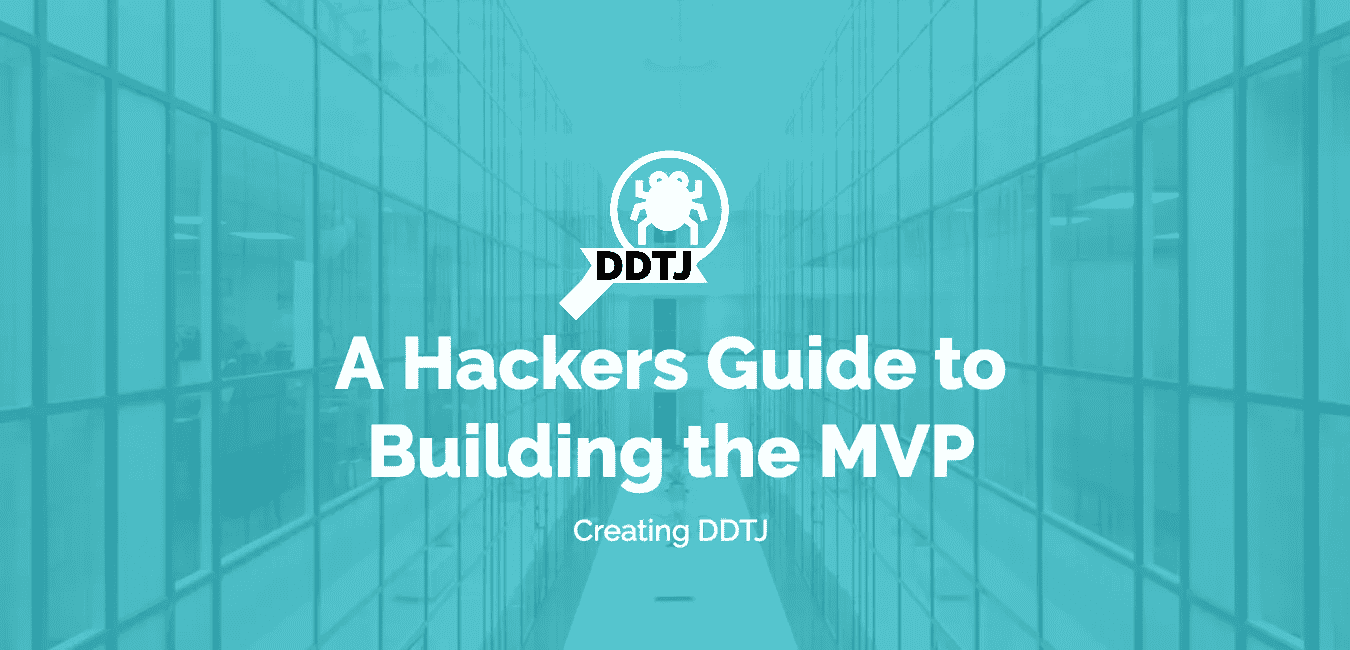 DDTJ
A Hackers Guide to
Building the MVP
Creating DDTJ